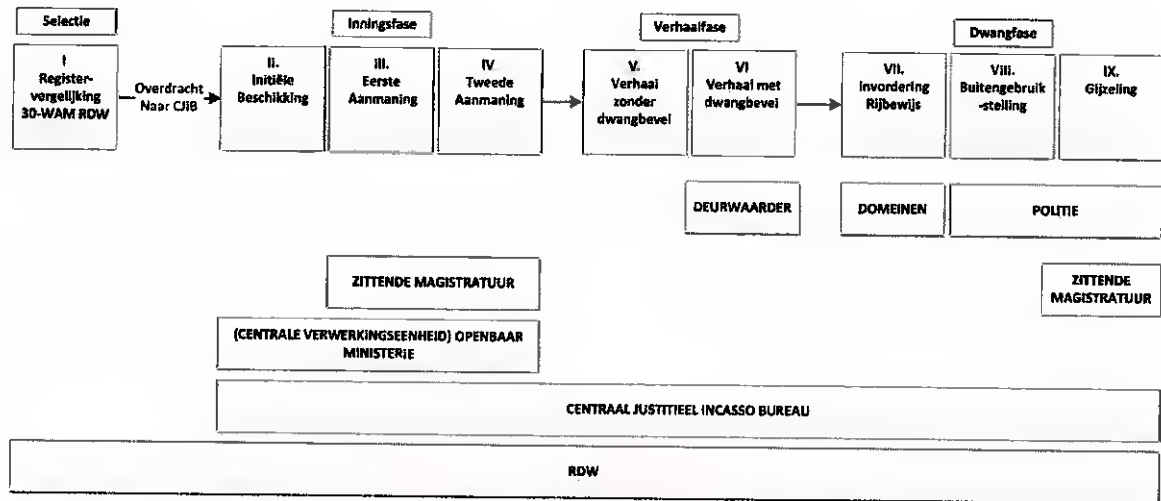 Selectie
Inningsfase
Verhaalfase
Dwangfase
I
Register-
vergelijking
30-WAM RDW
Overdracht
Naar CJIB
II.
Initiële
Beschikking
III.
Eerste
Aanmaning
IV
Tweede
Aanmaning
V.
Verhaal
zonder
dwangbevel
VI
Verhaal met
dwangbevel
VII.
Invordering
Rijbewijs
VIII.
Buitengebruik
-stelling
IX.
Gijzeling
DEURWAARDER
DOMEINEN
POLITIE
ZITTENDE MAGISTRATUUR
ZITTENDE
MAGISTRATUUR
(CENTRALE VERWERKINGSEENHEID) OPENBAAR
MINISTERIE
CENTRAAL JUSTITIEEL INCASSO BUREAU
RDW